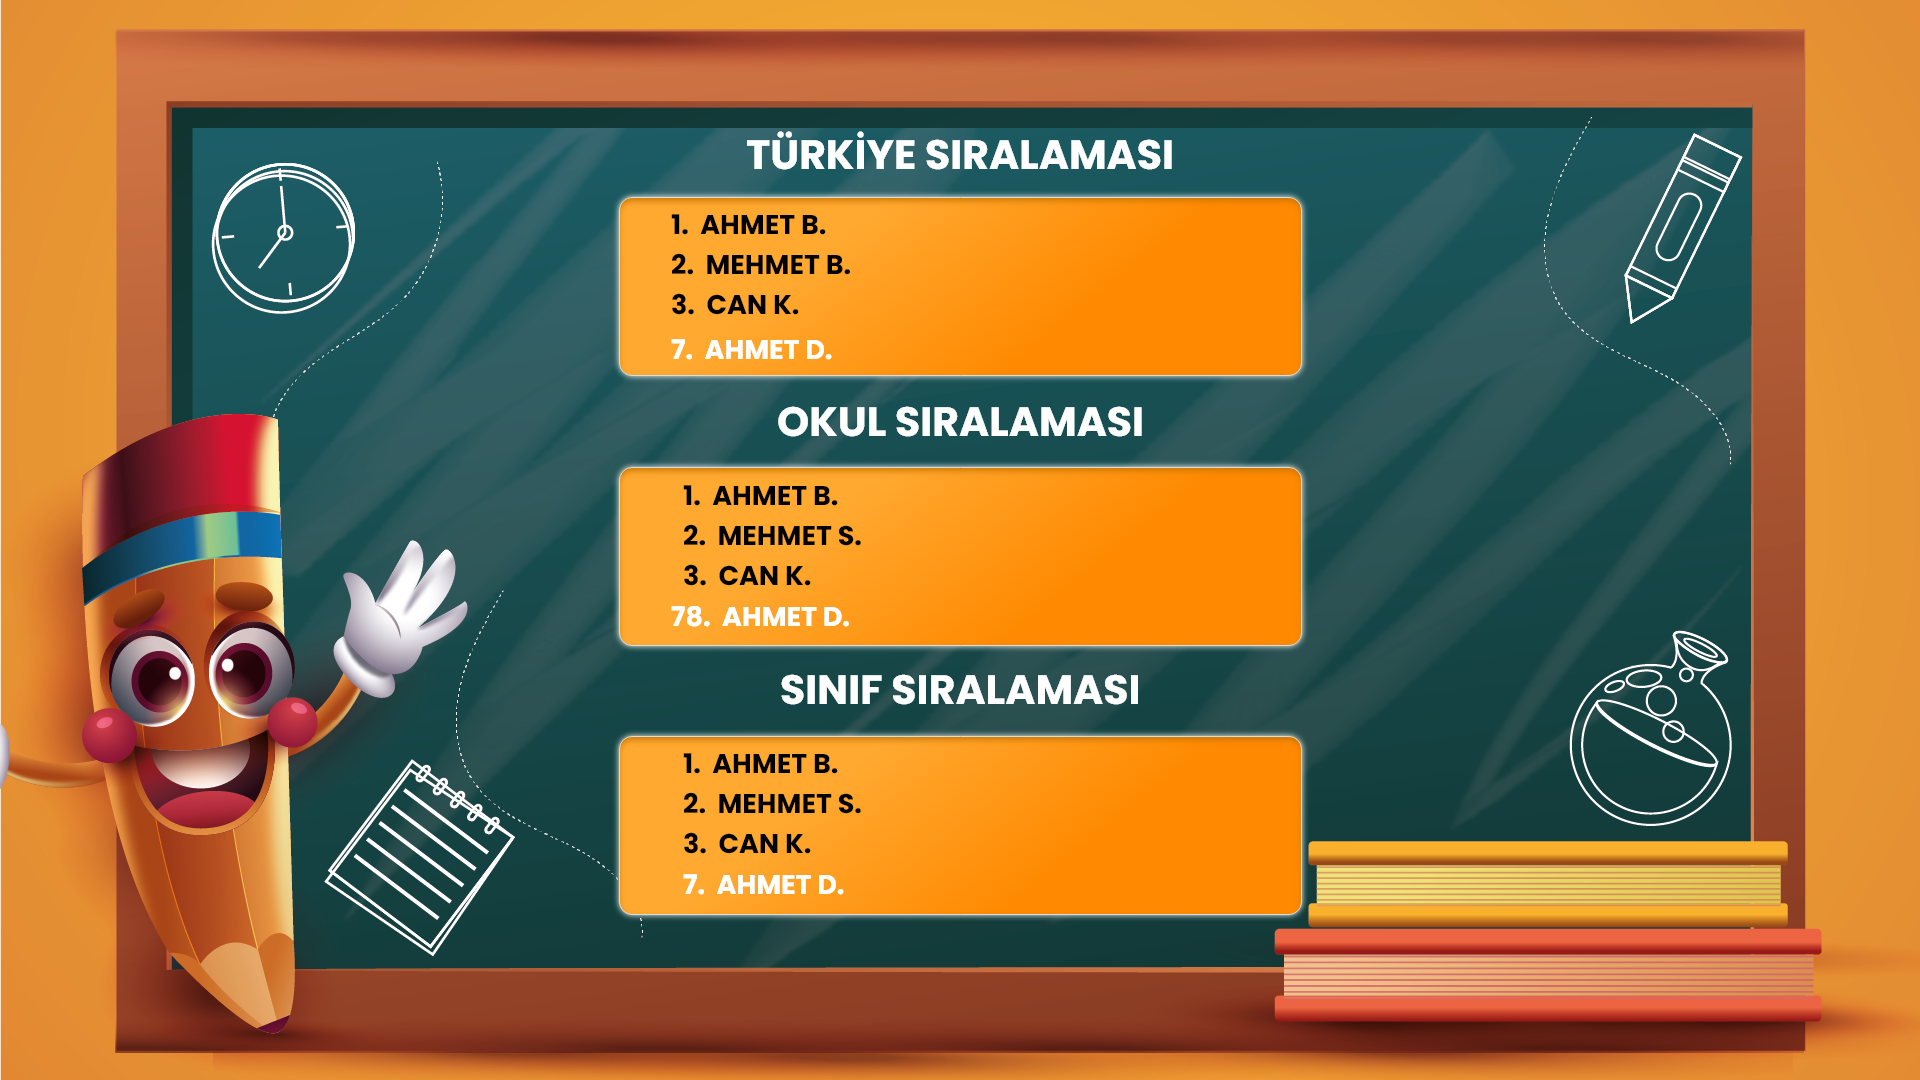 TÜRKİYE SIRALAMASI
1. AHMET B.
2. MEHMET B.
3. CAN K.
7. AHMET D.
OKUL SIRALAMASI
1. AHMET B.
2. MEHMET S.
3. CAN K.
78. AHMET D.
SINIF SIRALAMASI
1. AHMET B.
2. MEHMET S.
3. CAN K.
7. AHMET D.